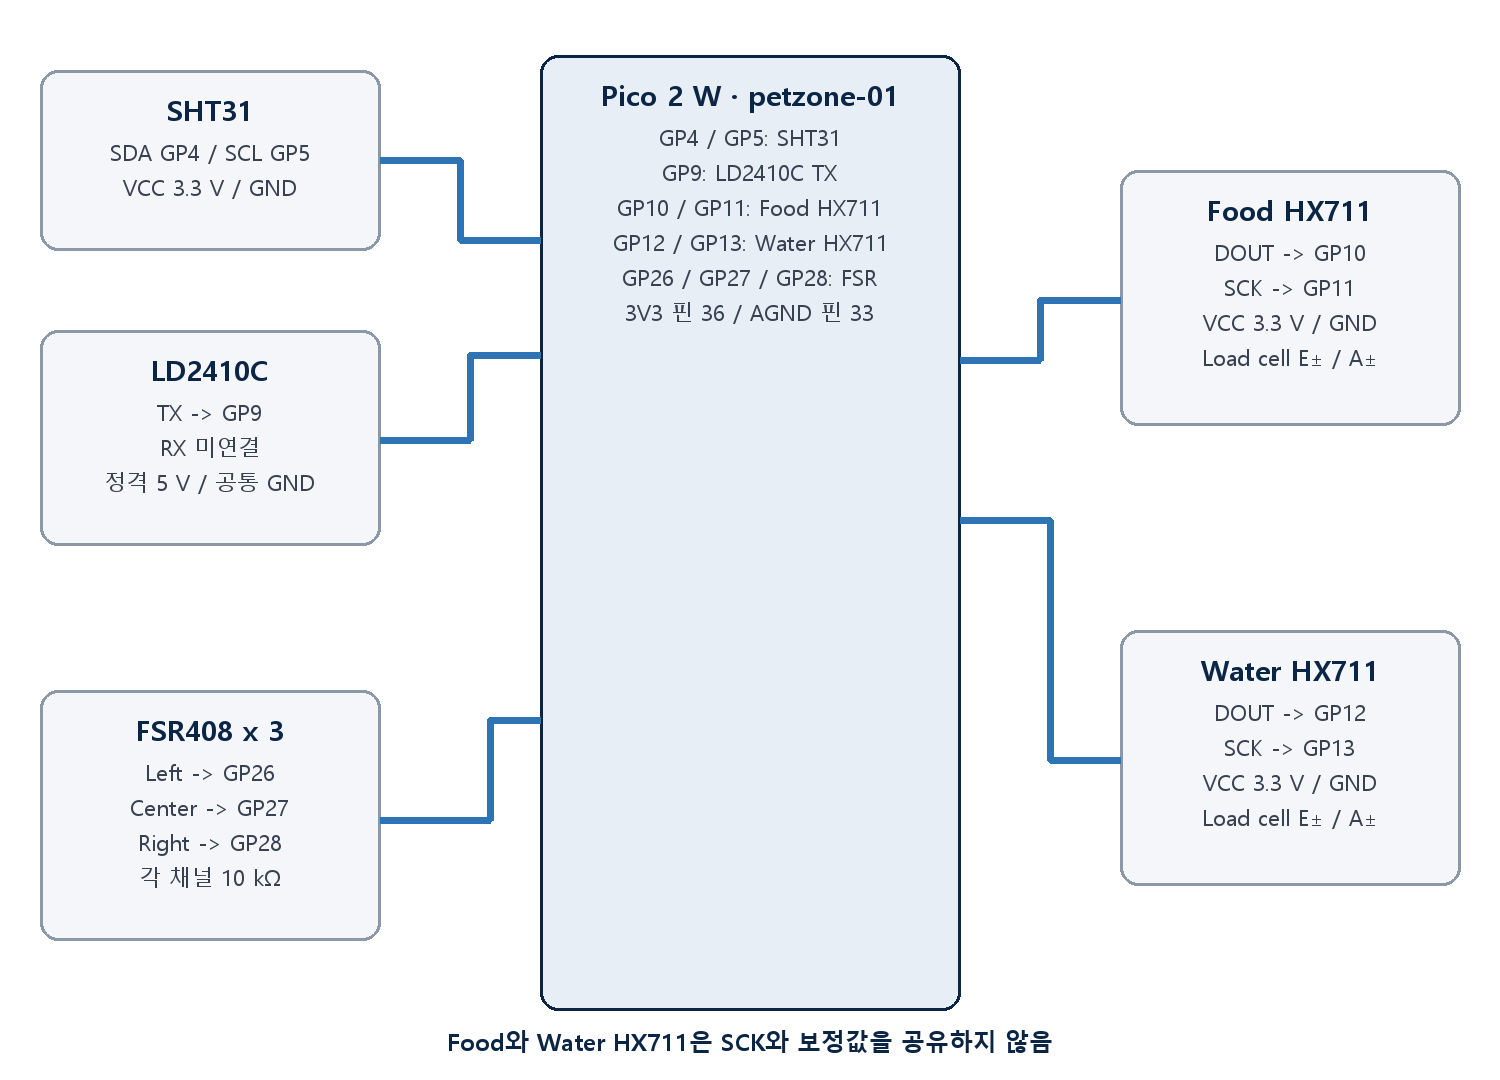 SHT31
SDA GP4 / SCL GP5
VCC 3.3 V / GND
LD2410C
TX -> GP9
RX 미연결
정격 5 V / 공통 GND
FSR408 x 3
Left -> GP26
Center -> GP27
Right -> GP28
각 채널 10 kΩ
Pico 2 W · petzone-01
GP4 / GP5: SHT31
GP9: LD2410C TX
GP10 / GP11: Food HX711
GP12 / GP13: Water HX711
GP26 / GP27 / GP28: FSR
3V3 핀 36 / AGND 핀 33
Food HX711
DOUT -> GP10
SCK -> GP11
VCC 3.3 V / GND
Load cell E± / A±
Water HX711
DOUT -> GP12
SCK -> GP13
VCC 3.3 V / GND
Load cell E± / A±
Food와 Water HX711은 SCK와 보정값을 공유하지 않음